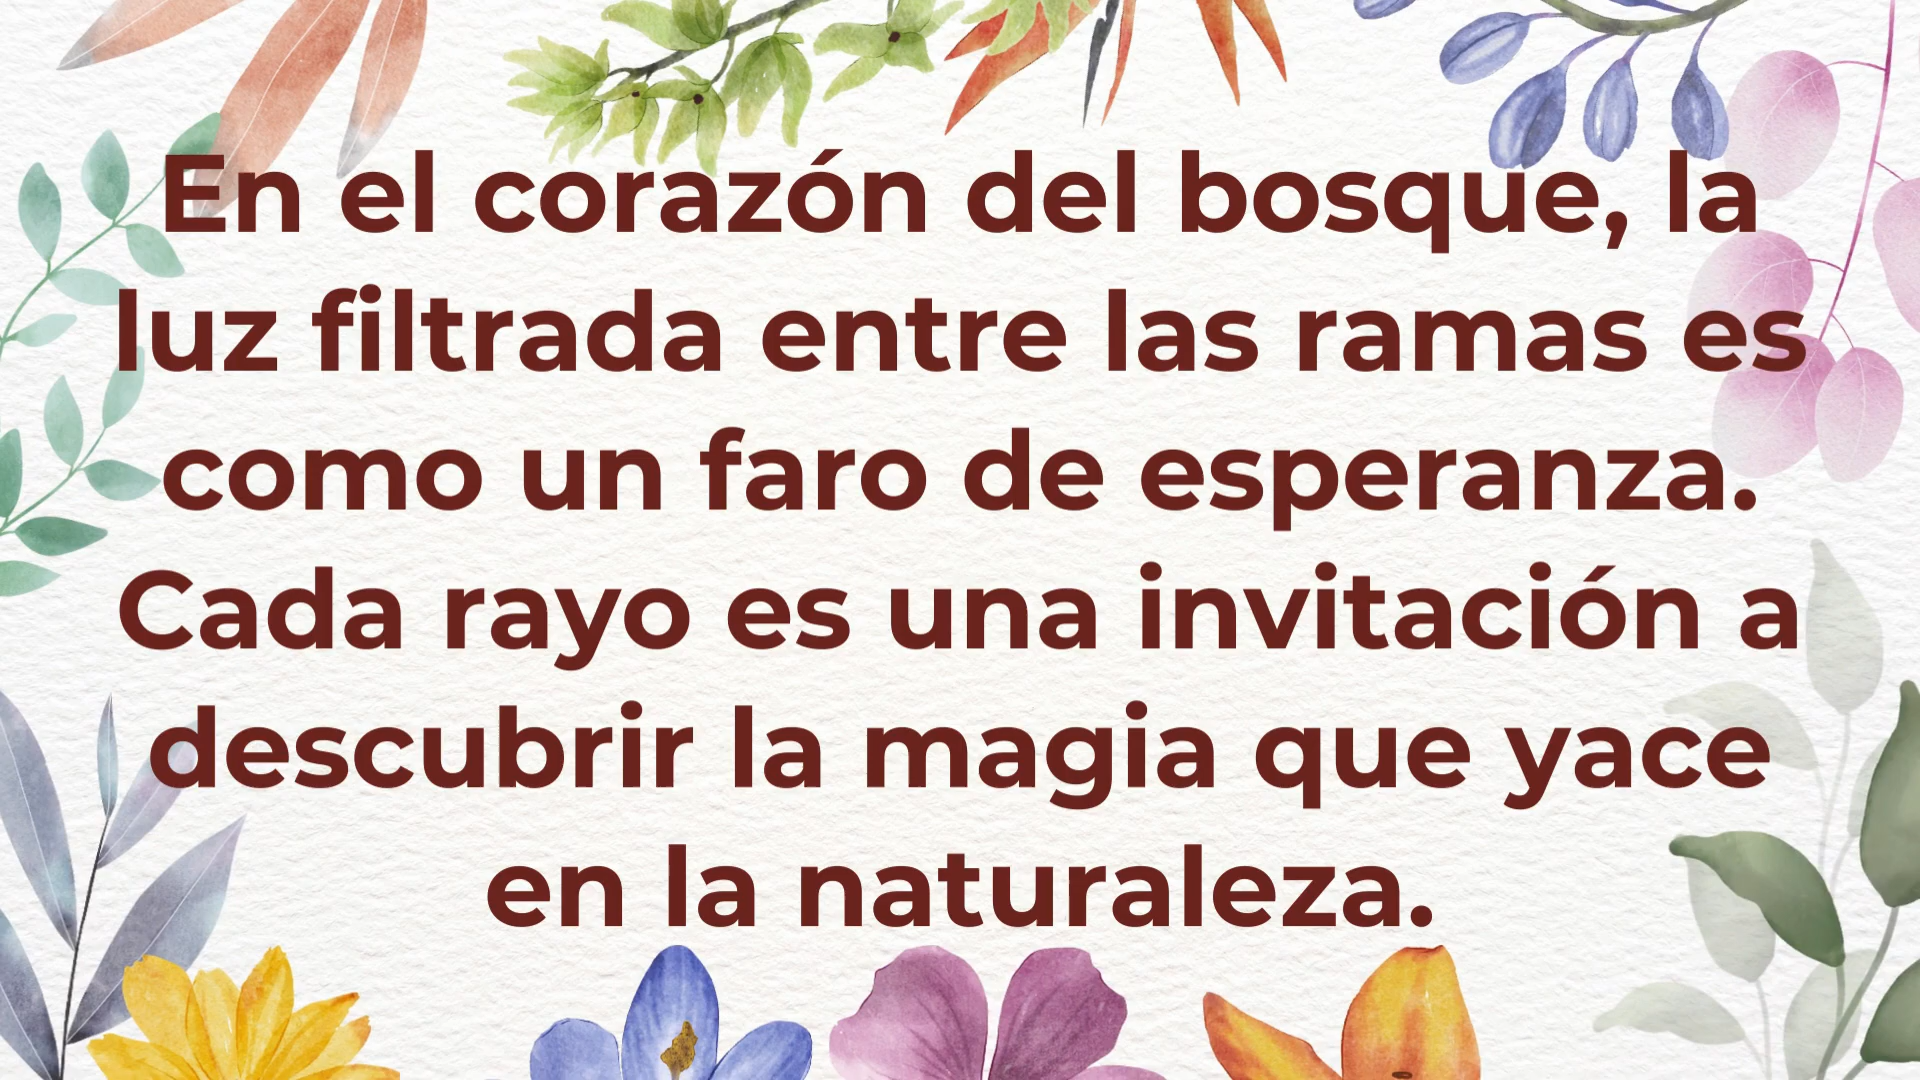 En el corazón del bosque, la
luz filtrada entre las ramas es
como un faro de esperanza.
Cada rayo es una invitación a
descubrir la magia que yace
en la naturaleza.